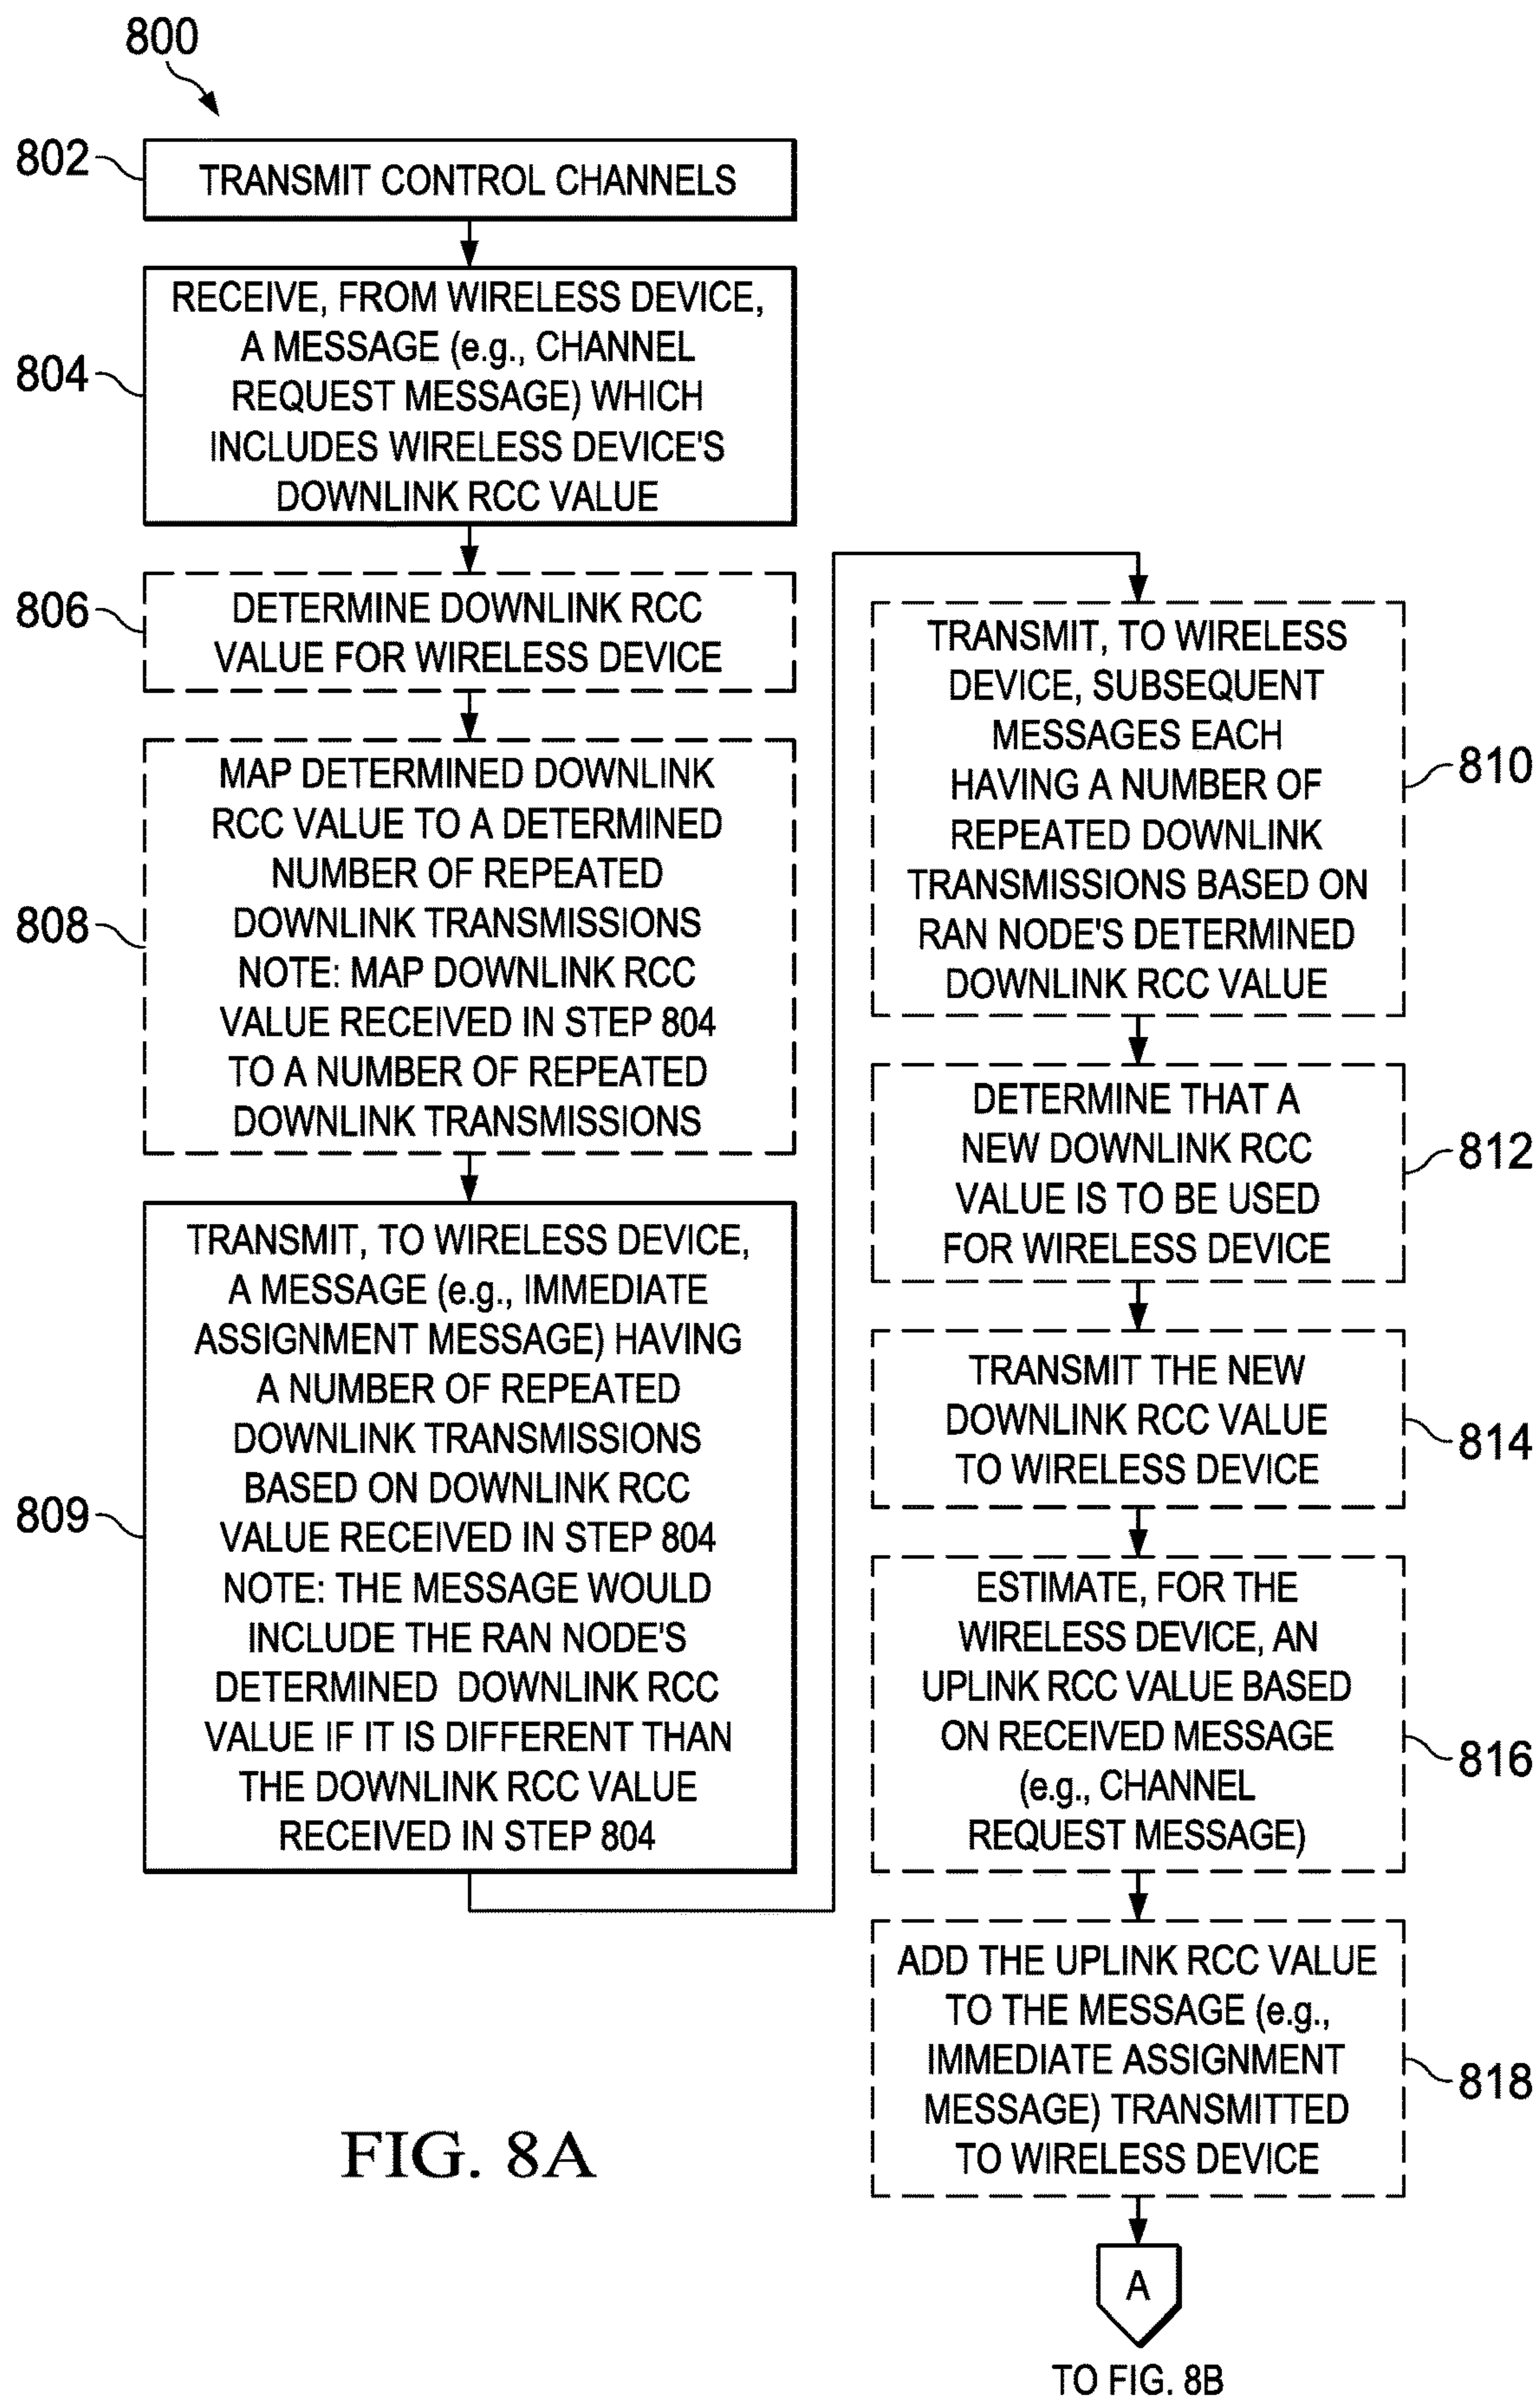 800
802
TRANSMIT CONTROL CHANNELS
804
RECEIVE, FROM WIRELESS DEVICE,
A MESSAGE (e.g., CHANNEL
REQUEST MESSAGE) WHICH
INCLUDES WIRELESS DEVICE'S
DOWNLINK RCC VALUE
806
DETERMINE DOWNLINK RCC
VALUE FOR WIRELESS DEVICE
808
MAP DETERMINED DOWNLINK
RCC VALUE TO A DETERMINED
NUMBER OF REPEATED
DOWNLINK TRANSMISSIONS
NOTE: MAP DOWNLINK RCC
VALUE RECEIVED IN STEP 804
TO A NUMBER OF REPEATED
DOWNLINK TRANSMISSIONS
809
TRANSMIT, TO WIRELESS DEVICE,
A MESSAGE (e.g., IMMEDIATE
ASSIGNMENT MESSAGE) HAVING
A NUMBER OF REPEATED
DOWNLINK TRANSMISSIONS
BASED ON DOWNLINK RCC
VALUE RECEIVED IN STEP 804
NOTE: THE MESSAGE WOULD
INCLUDE THE RAN NODE'S
DETERMINED DOWNLINK RCC
VALUE IF IT IS DIFFERENT THAN
THE DOWNLINK RCC VALUE
RECEIVED IN STEP 804
TRANSMIT, TO WIRELESS
DEVICE, SUBSEQUENT
MESSAGES EACH
HAVING A NUMBER OF
REPEATED DOWNLINK
TRANSMISSIONS BASED ON
RAN NODE'S DETERMINED
DOWNLINK RCC VALUE
810
DETERMINE THAT A
NEW DOWNLINK RCC
VALUE IS TO BE USED
FOR WIRELESS DEVICE
812
TRANSMIT THE NEW
DOWNLINK RCC VALUE
TO WIRELESS DEVICE
814
ESTIMATE, FOR THE
WIRELESS DEVICE, AN
UPLINK RCC VALUE BASED
ON RECEIVED MESSAGE
(e.g., CHANNEL
REQUEST MESSAGE)
816
ADD THE UPLINK RCC VALUE
TO THE MESSAGE (e.g.,
IMMEDIATE ASSIGNMENT
MESSAGE) TRANSMITTED
TO WIRELESS DEVICE
818
A
TO FIG. 8B
FIG. 8A